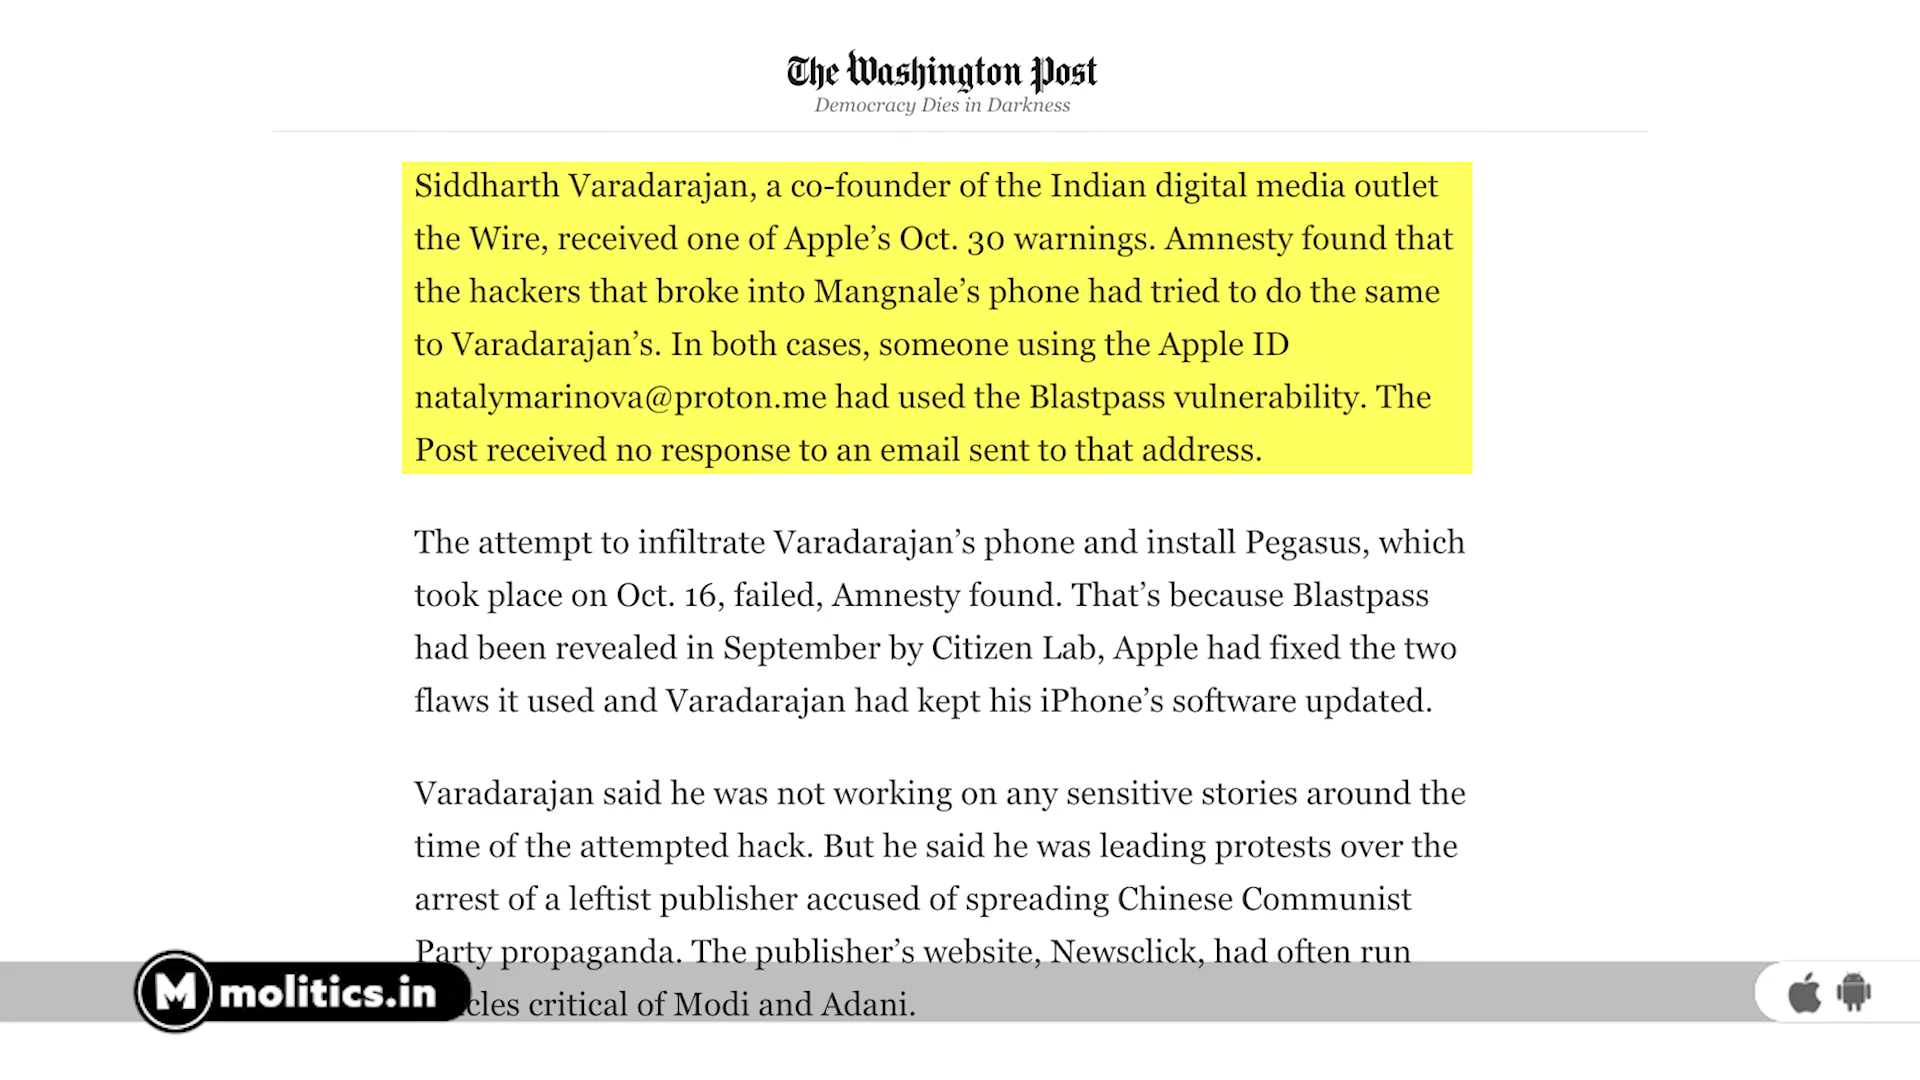 The Washington Post
Democracy Dies in Darkness
Siddharth Varadarajan, a co-founder of the Indian digital media outlet
the Wire, received one of Apple’s Oct. 30 warnings. Amnesty found that
the hackers that broke into Mangnale’s phone had tried to do the same
to Varadarajan’s. In both cases, someone using the Apple ID
natalymarinova@proton.me had used the Blastpass vulnerability. The
Post received no response to an email sent to that address.
The attempt to infiltrate Varadarajan’s phone and install Pegasus, which
took place on Oct. 16, failed, Amnesty found. That’s because Blastpass
had been revealed in September by Citizen Lab, Apple had fixed the two
flaws it used and Varadarajan had kept his iPhone’s software updated.
Varadarajan said he was not working on any sensitive stories around the
time of the attempted hack. But he said he was leading protests over the
arrest of a leftist publisher accused of spreading Chinese Communist
Party propaganda. The publisher’s website, Newsclick, had often run
critical of Modi and Adani.
M molitics.in